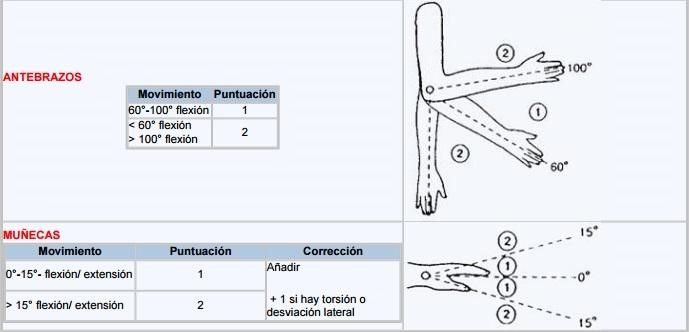 ANTEBRAZOS
Movimiento Puntuación
60°-100° flexión 1
< 60° flexión
> 100° flexión
2
2
100°
1
2
60°
MUÑECAS
Movimiento Puntuación Corrección
0°-15°- flexión/ extensión 1
Añadir
+ 1 si hay torsión o
desviación lateral
> 15° flexión/ extensión 2
15°
2
1
0°
1
2
15°